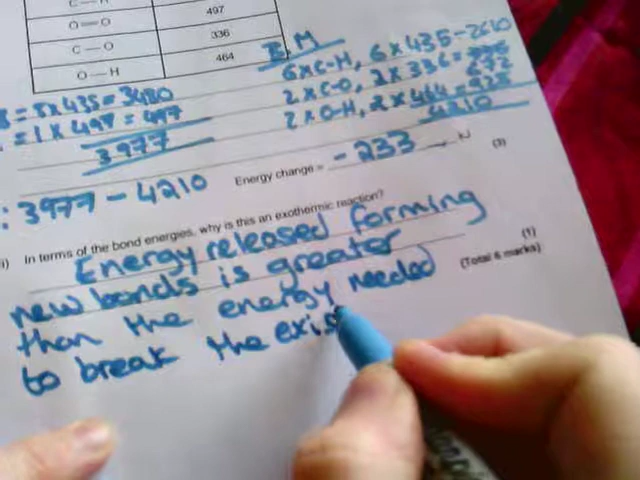 C — H
O — O 497
C — O 336
O — H 464
B.M
6 x C-H, 6 x 435 = 2610
2 x C-O, 2 x 336 = 672
2 x O-H, 2 x 464 = 928
4210
= 8 x 435 = 3480
= 1 x 497 = 497
3977
: 3977 - 4210
Energy change = -233
(3)
In terms of the bond energies, why is this an exothermic reaction?
Energy released forming
new bonds is greater
than the energy needed
to break the exis
(1)
(Total 6 marks)